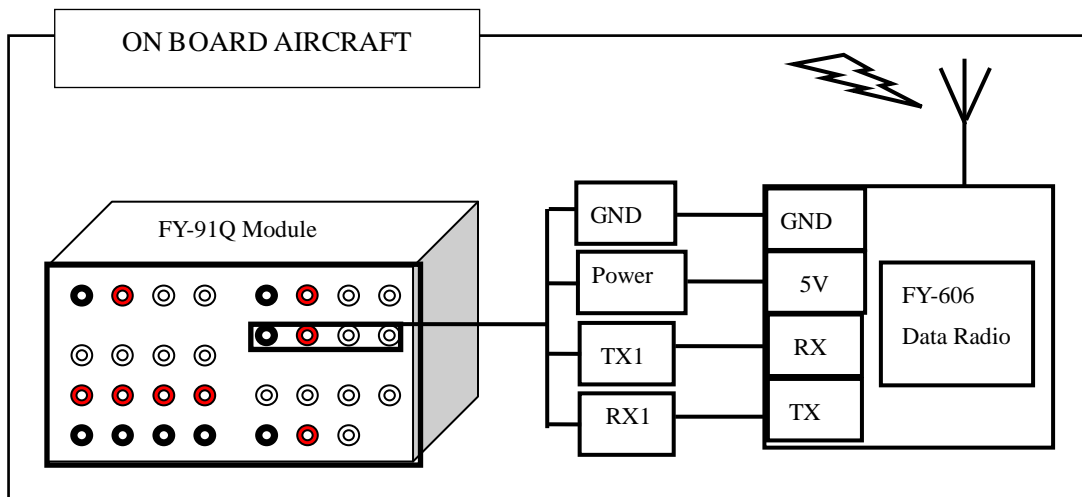 ON BOARD AIRCRAFT
FY-91Q Module
GND
Power
TX1
RX1
GND
5V
RX
TX
FY-606
Data Radio